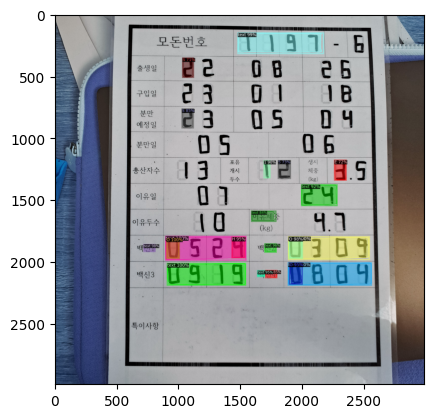 0
모돈번호 1197 - 6
500
출생일 22 08 26
구입일 23 01 18
1000
분만
예정일 23 05 04
분만일 05 06
총산자수 13 포유
개시
두수 12 생시
체중
(kg) 3.5
1500
이유일 07 24
이유두수 10 (kg) 4.7
0524 0309
2000
백신3 0919 0804
2500
특이사항
0 500 1000 1500 2000 2500